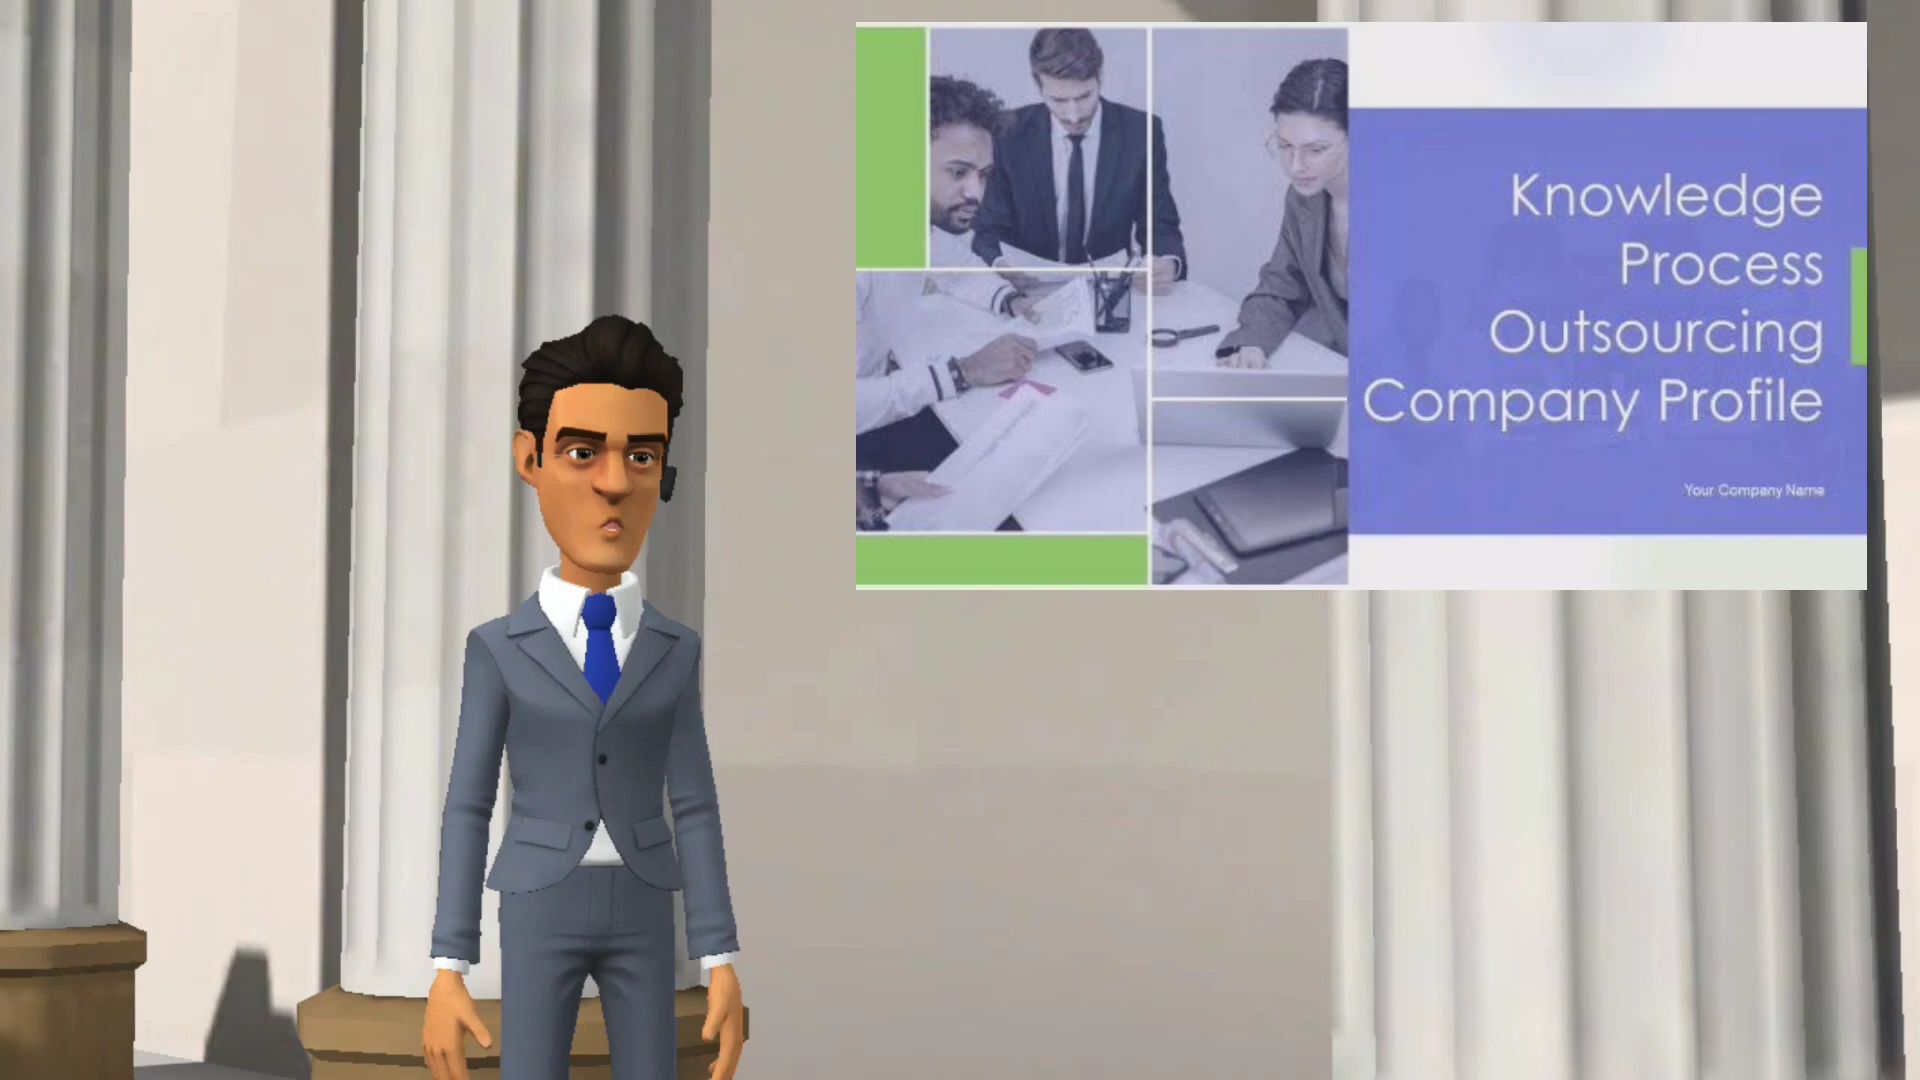 Knowledge
Process
Outsourcing
Company Profile
Your Company Name